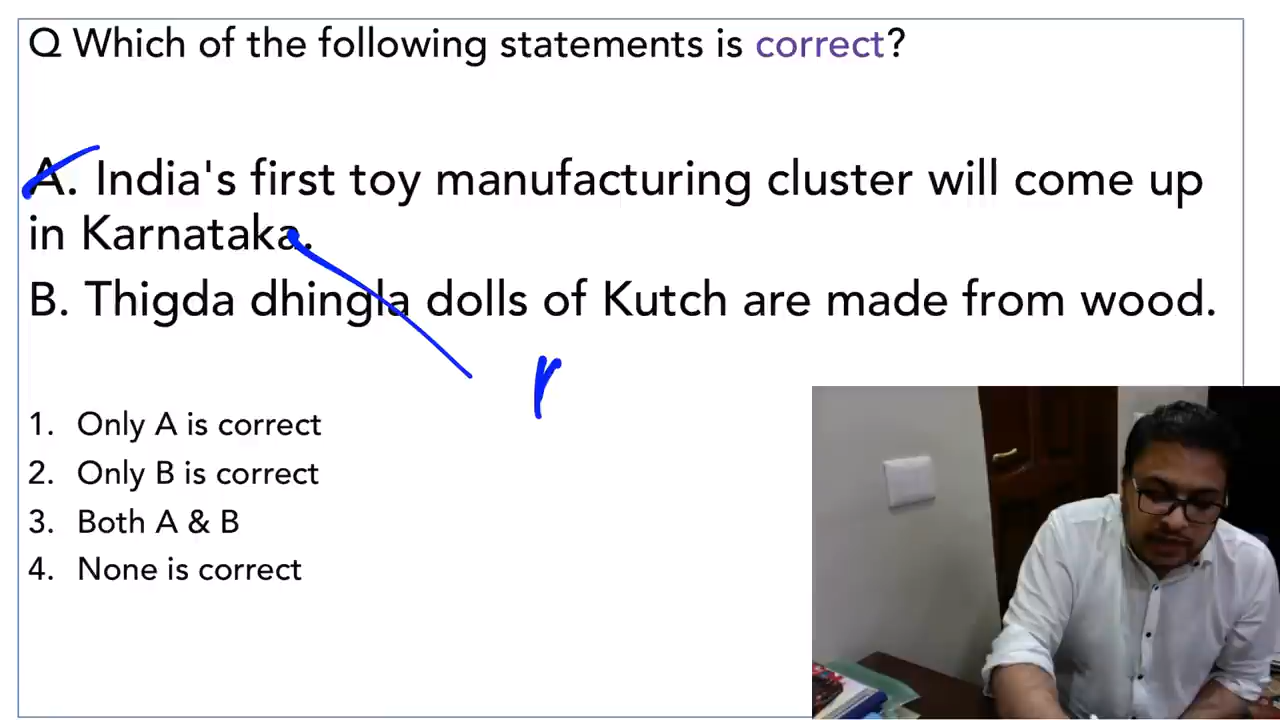 Q Which of the following statements is correct?
A. India's first toy manufacturing cluster will come up
in Karnataka.
B. Thigda dhingla dolls of Kutch are made from wood.
1. Only A is correct
2. Only B is correct
3. Both A & B
4. None is correct